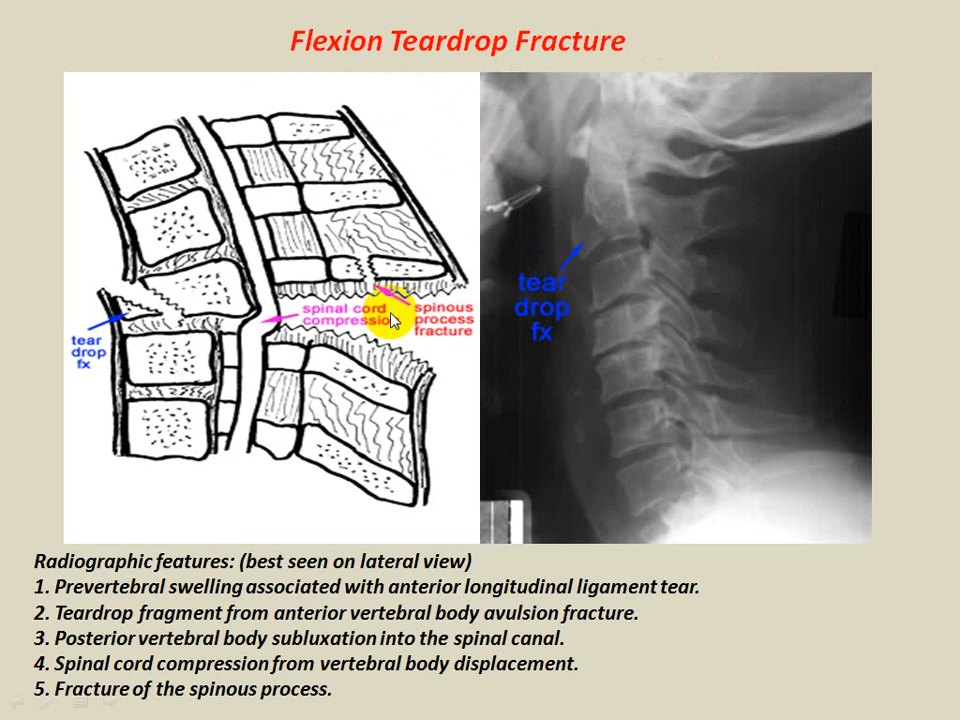 Flexion Teardrop Fracture
tear
drop
fx
spinal cord
compression
spinous
process
fracture
tear
drop
fx
Radiographic features: (best seen on lateral view)
1. Prevertebral swelling associated with anterior longitudinal ligament tear.
2. Teardrop fragment from anterior vertebral body avulsion fracture.
3. Posterior vertebral body subluxation into the spinal canal.
4. Spinal cord compression from vertebral body displacement.
5. Fracture of the spinous process.